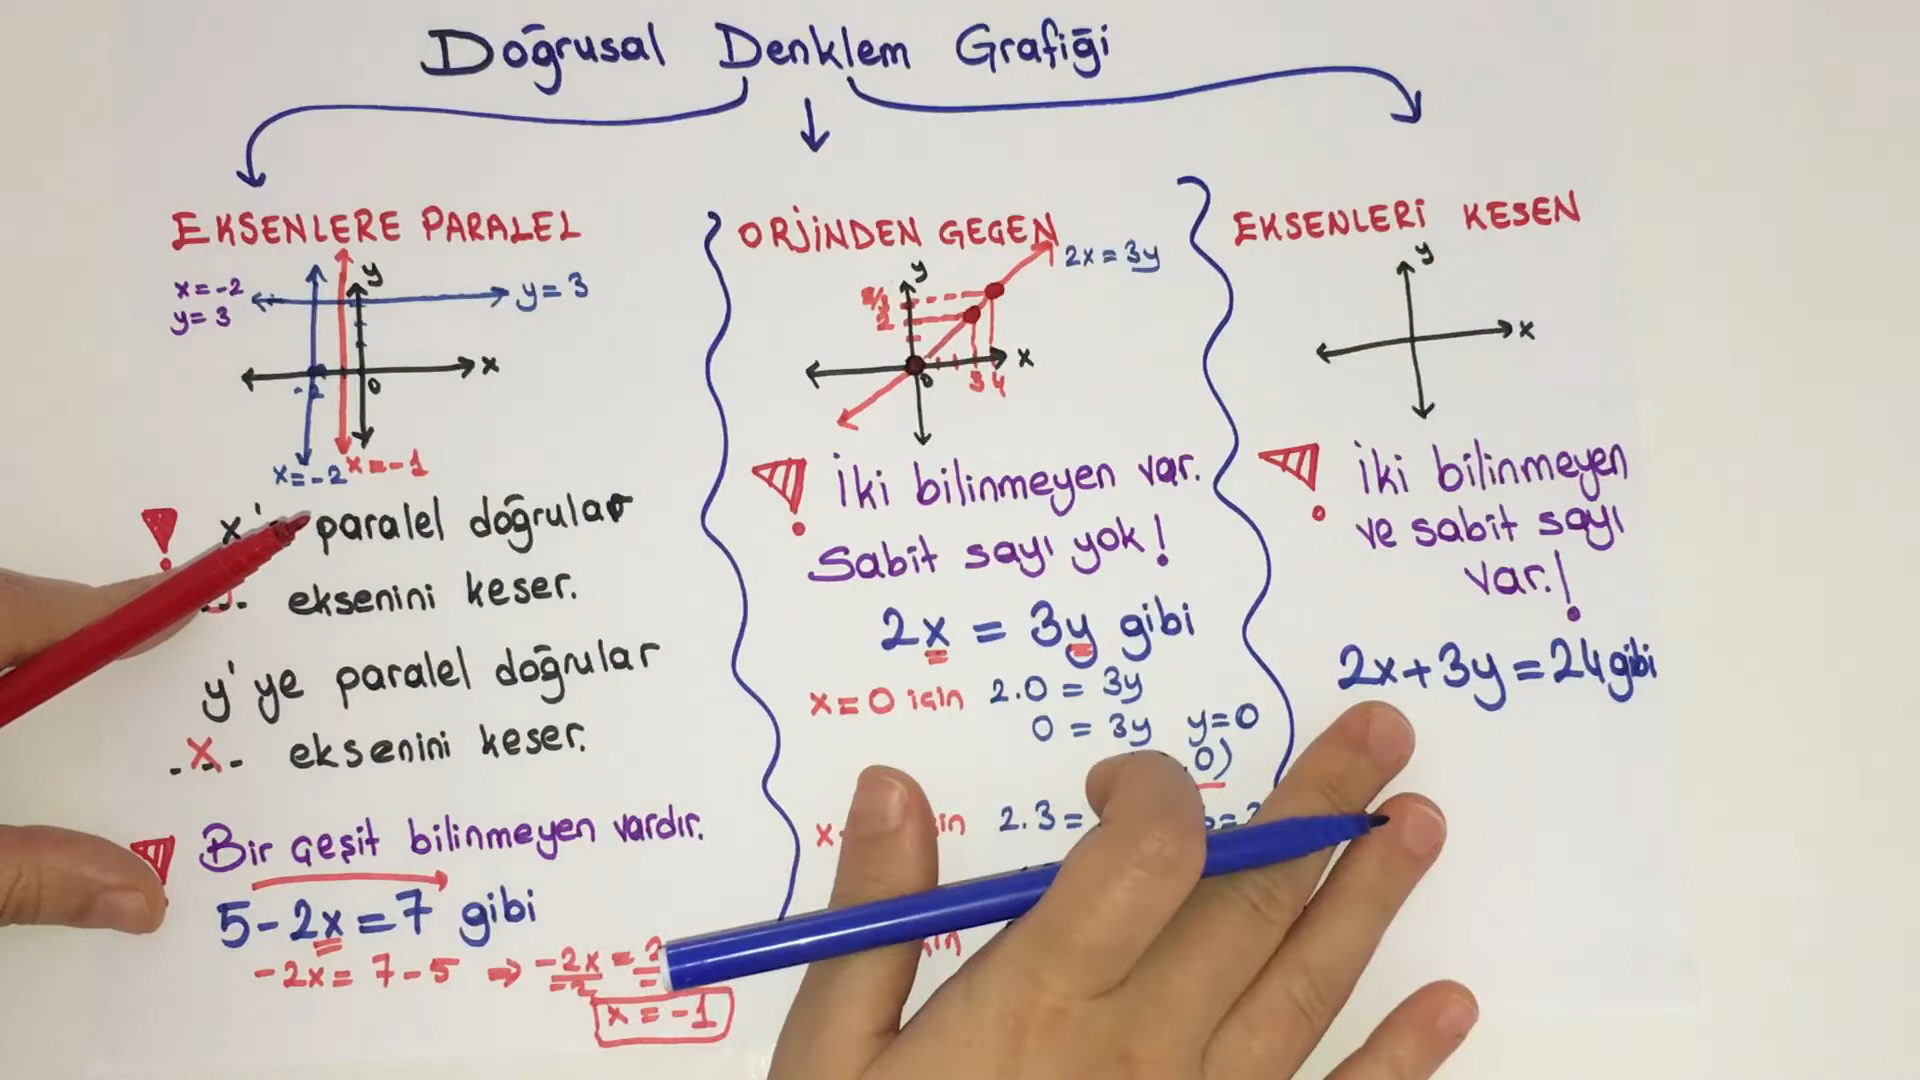 Doğrusal Denklem Grafiği
EKSENLERE PARALEL
x=-2
y=3
y
y=3
x
-2
0
x=-2
x=-1
! x' paralel doğrular
eksenini keser.
y'ye paralel doğrular
-x- eksenini keser.
Bir çeşit bilinmeyen vardır.
5-2x=7 gibi
-2x= 7-5 ⇒ -2x =
x = -1
ORJİNDEN GEÇEN
2x=3y
y
2
x
0
3 4
! İki bilinmeyen var.
Sabit sayı yok!
2x = 3y gibi
x=0 için 2.0 = 3y
0 = 3y y=0
0)
2.3=
EKSENLERİ KESEN
y
x
! İki bilinmeyen
ve sabit sayı
var.!
2x+3y=24 gibi